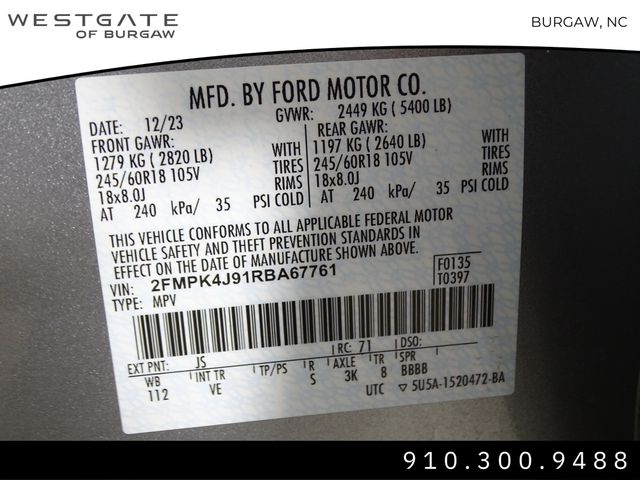 WESTGATE
OF BURGAW
BURGAW, NC
MFD. BY FORD MOTOR CO.
DATE: 12/23 GVWR: 2449 KG ( 5400 LB)
FRONT GAWR: REAR GAWR:
1279 KG ( 2820 LB) WITH 1197 KG ( 2640 LB) WITH
245/60R18 105V TIRES 245/60R18 105V TIRES
18x8.0J RIMS 18x8.0J RIMS
AT 240 kPa/ 35 PSI COLD AT 240 kPa/ 35 PSI COLD
THIS VEHICLE CONFORMS TO ALL APPLICABLE FEDERAL MOTOR
VEHICLE SAFETY AND THEFT PREVENTION STANDARDS IN
EFFECT ON THE DATE OF MANUFACTURE SHOWN ABOVE.
VIN: 2FMPK4J91RBA67761 F0135
TYPE: MPV T0397
EXT PNT: JS RC: 71 DSO:
WB INT TR TP/PS R AXLE TR SPR
112 VE S 3K 8 BBBB
UTC ▽ 5U5A-1520472-BA
910.300.9488